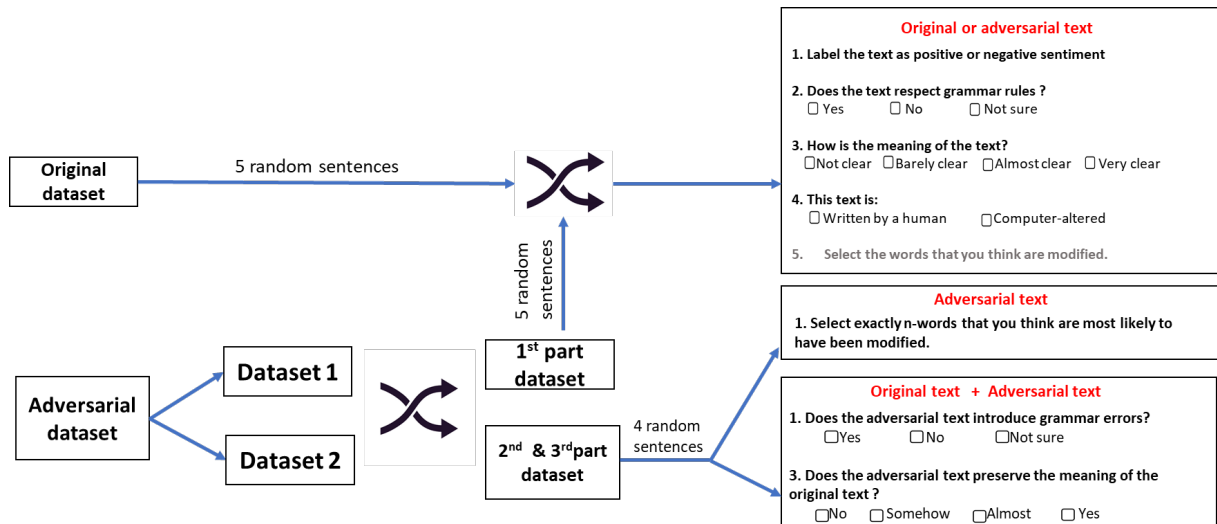 Original
dataset
5 random sentences
5 random
sentences
Adversarial
dataset
Dataset 1
Dataset 2
1st part
dataset
2nd & 3rdpart
dataset
4 random
sentences
Original or adversarial text
1. Label the text as positive or negative sentiment
2. Does the text respect grammar rules ?
Yes No Not sure
3. How is the meaning of the text?
Not clear Barely clear Almost clear Very clear
4. This text is:
Written by a human Computer-altered
5. Select the words that you think are modified.
Adversarial text
1. Select exactly n-words that you think are most likely to
have been modified.
Original text + Adversarial text
1. Does the adversarial text introduce grammar errors?
Yes No Not sure
3. Does the adversarial text preserve the meaning of the
original text ?
No Somehow Almost Yes